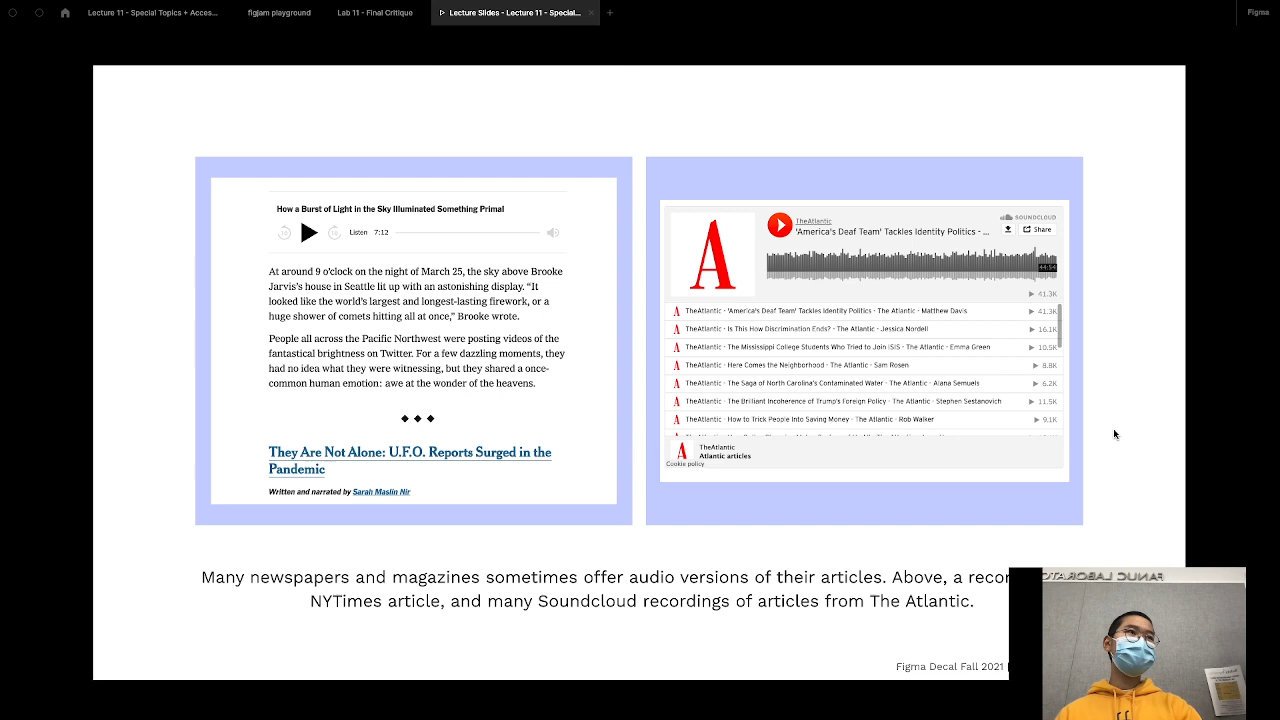 Lecture 11 - Special Topics + Acces...
figjam playground
Lab 11 - Final Critique
Lecture Slides - Lecture 11 - Special...
Figma
How a Burst of Light in the Sky Illuminated Something Primal
10
10
Listen 7:12
At around 9 o'clock on the night of March 25, the sky above Brooke
Jarvis's house in Seattle lit up with an astonishing display. "It
looked like the world's largest and longest-lasting firework, or a
huge shower of comets hitting all at once," Brooke wrote.
People all across the Pacific Northwest were posting videos of the
fantastical brightness on Twitter. For a few dazzling moments, they
had no idea what they were witnessing, but they shared a once-
common human emotion: awe at the wonder of the heavens.
They Are Not Alone: U.F.O. Reports Surged in the
Pandemic
Written and narrated by Sarah Maslin Nir
A
TheAtlantic
'America's Deaf Team' Tackles Identity Politics - ...
SOUNDCLOUD
Share
44:54
41.3K
TheAtlantic - 'America's Deaf Team' Tackles Identity Politics - The Atlantic - Matthew Davis 41.3K
TheAtlantic - Is This How Discrimination Ends? - The Atlantic - Jessica Nordell 16.1K
TheAtlantic - The Mississippi College Students Who Tried to Join ISIS - The Atlantic - Emma Green 10.5K
TheAtlantic - Here Comes the Neighborhood - The Atlantic - Sam Rosen 8.8K
TheAtlantic - The Saga of North Carolina's Contaminated Water - The Atlantic - Alana Semuels 6.2K
TheAtlantic - The Brilliant Incoherence of Trump's Foreign Policy - The Atlantic - Stephen Sestanovich 11.5K
TheAtlantic - How to Trick People Into Saving Money - The Atlantic - Rob Walker 9.1K
TheAtlantic
Atlantic articles
Cookie policy
Many newspapers and magazines sometimes offer audio versions of their articles. Above, a recor
NYTimes article, and many Soundcloud recordings of articles from The Atlantic.
Figma Decal Fall 2021
FANUC LABORATO